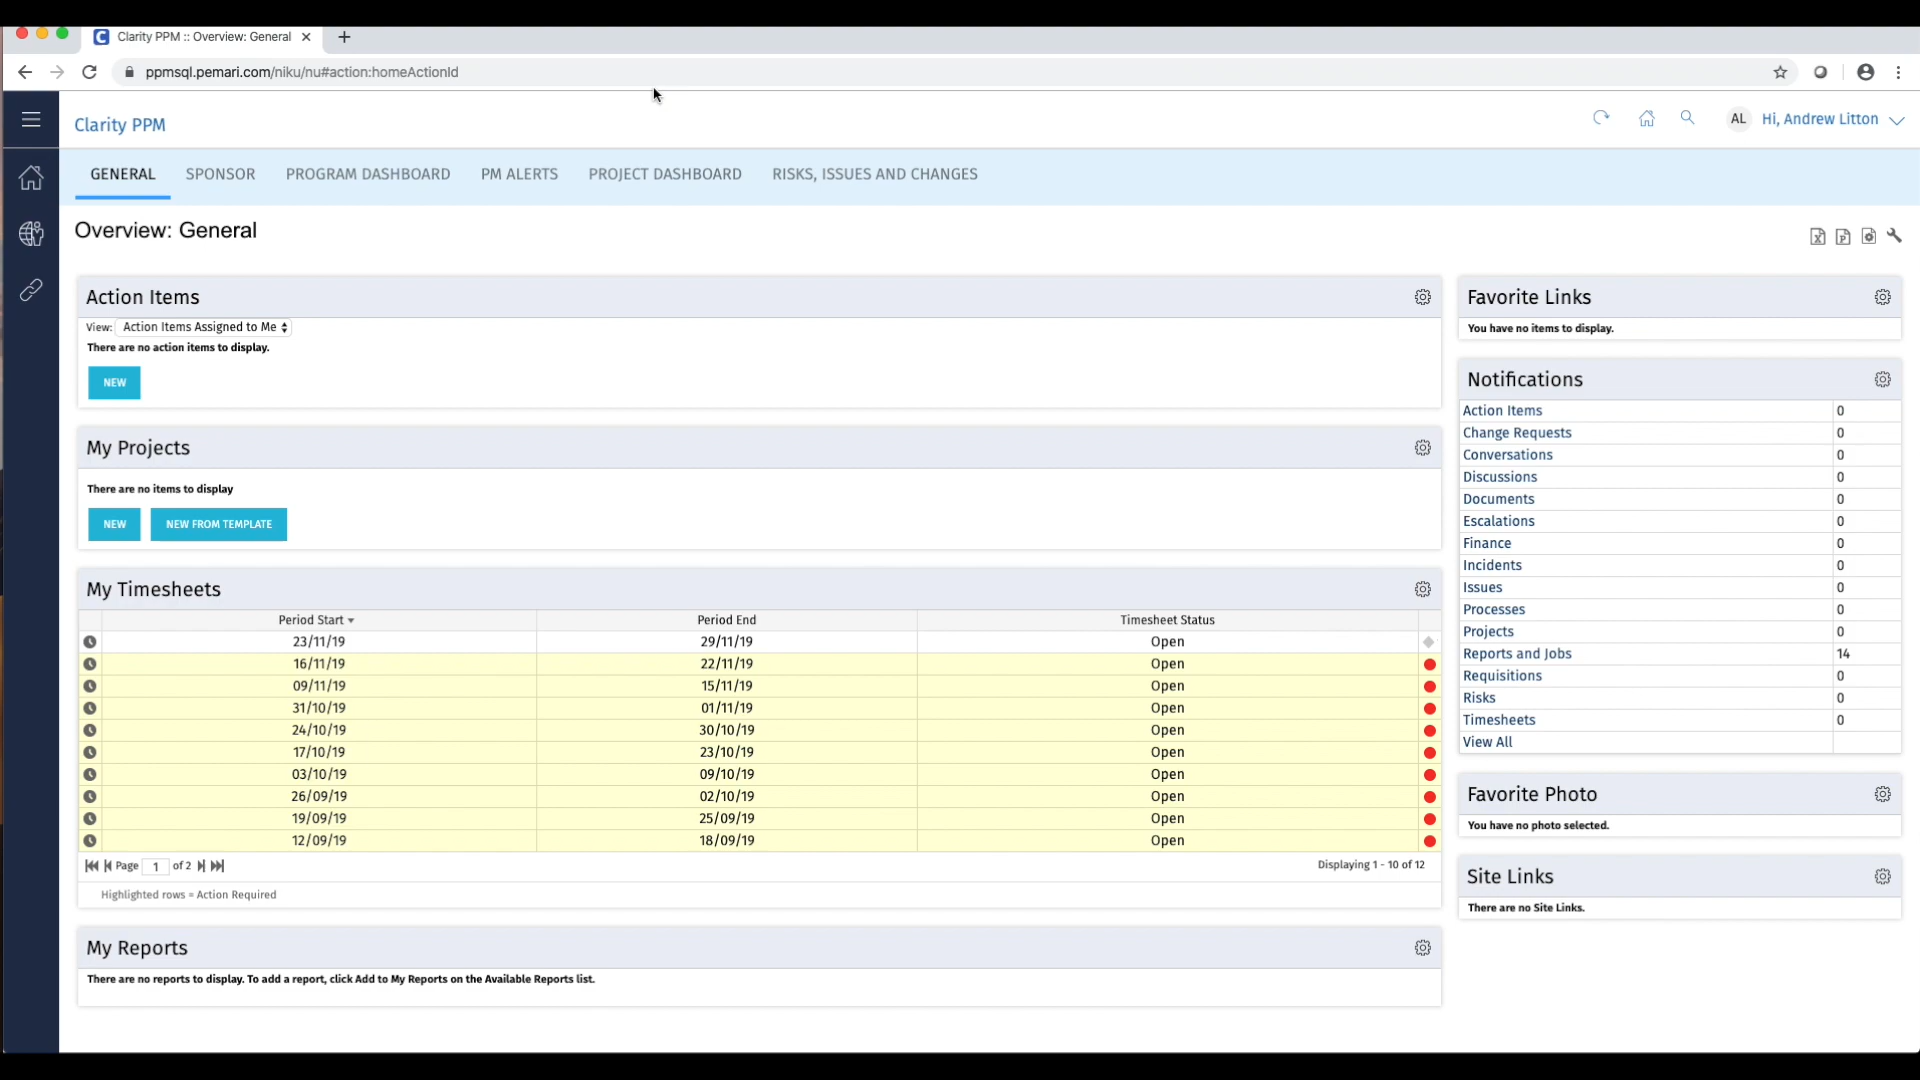 Clarity PPM :: Overview: General
ppmsql.pemari.com/niku/nu#action:homeActionId
Clarity PPM
AL Hi, Andrew Litton
GENERAL SPONSOR PROGRAM DASHBOARD PM ALERTS PROJECT DASHBOARD RISKS, ISSUES AND CHANGES
Overview: General
Action Items
View: Action Items Assigned to Me
There are no action items to display.
NEW
My Projects
There are no items to display
NEW NEW FROM TEMPLATE
My Timesheets
Period Start Period End Timesheet Status
23/11/19 29/11/19 Open
16/11/19 22/11/19 Open
09/11/19 15/11/19 Open
31/10/19 01/11/19 Open
24/10/19 30/10/19 Open
17/10/19 23/10/19 Open
03/10/19 09/10/19 Open
26/09/19 02/10/19 Open
19/09/19 25/09/19 Open
12/09/19 18/09/19 Open
Page 1 of 2 Displaying 1 - 10 of 12
Highlighted rows = Action Required
My Reports
There are no reports to display. To add a report, click Add to My Reports on the Available Reports list.
Favorite Links
You have no items to display.
Notifications
Action Items 0
Change Requests 0
Conversations 0
Discussions 0
Documents 0
Escalations 0
Finance 0
Incidents 0
Issues 0
Processes 0
Projects 0
Reports and Jobs 14
Requisitions 0
Risks 0
Timesheets 0
View All
Favorite Photo
You have no photo selected.
Site Links
There are no Site Links.